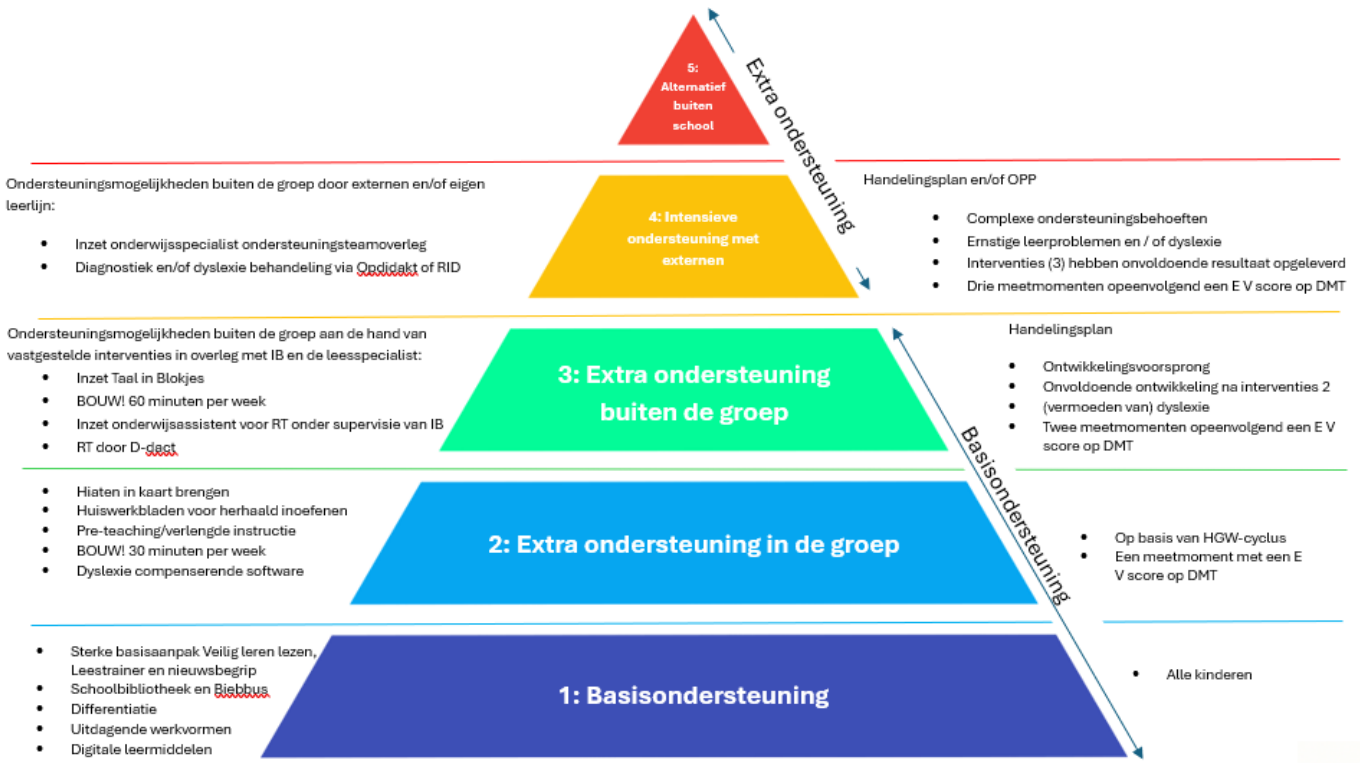 5:
Alternatief
buiten
school
Extra ondersteuning
Ondersteuningsmogelijkheden buiten de groep door externen en/of eigen
leerlijn:
• Inzet onderwijsspecialist ondersteuningsteamoverleg
• Diagnostiek en/of dyslexie behandeling via Opdidakt of RID
4: Intensieve
ondersteuning met
externen
Handelingsplan en/of OPP
• Complexe ondersteuningsbehoeften
• Ernstige leerproblemen en / of dyslexie
• Interventies (3) hebben onvoldoende resultaat opgeleverd
• Drie meetmomenten opeenvolgend een E V score op DMT
Ondersteuningsmogelijkheden buiten de groep aan de hand van
vastgestelde interventies in overleg met IB en de leesspecialist:
• Inzet Taal in Blokjes
• BOUW! 60 minuten per week
• Inzet onderwijsassistent voor RT onder supervisie van IB
• RT door D-dact
3: Extra ondersteuning
buiten de groep
Handelingsplan
• Ontwikkelingsvoorsprong
• Onvoldoende ontwikkeling na interventies 2
• (vermoeden van) dyslexie
• Twee meetmomenten opeenvolgend een E V
score op DMT
Basisondersteuning
• Hiaten in kaart brengen
• Huiswerkbladen voor herhaald inoefenen
• Pre-teaching/verlengde instructie
• BOUW! 30 minuten per week
• Dyslexie compenserende software
2: Extra ondersteuning in de groep
• Op basis van HGW-cyclus
• Een meetmoment met een E
V score op DMT
• Sterke basisaanpak Veilig leren lezen,
Leestrainer en nieuwsbegrip
• Schoolbibliotheek en Biebbus
• Differentiatie
• Uitdagende werkvormen
• Digitale leermiddelen
1: Basisondersteuning
• Alle kinderen